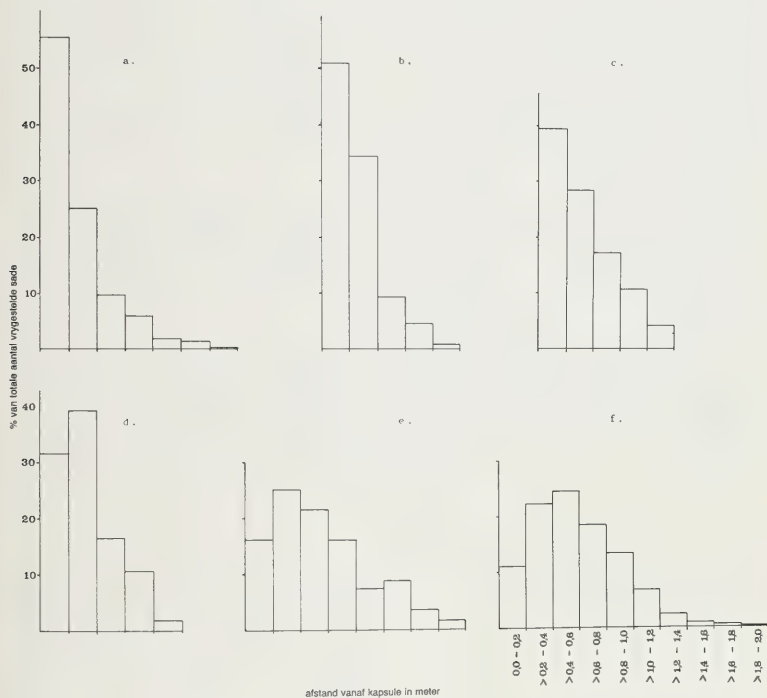 a.
b.
c.
50
40
30
20
10
% van totale aantal vrygestelde sade
d.
e.
f.
40
30
20
10
0,0 - 0,2
> 0,2 - 0,4
> 0,4 - 0,6
> 0,6 - 0,8
> 0,8 - 1,0
> 1,0 - 1,2
> 1,2 - 1,4
> 1,4 - 1,6
> 1,6 - 1,8
> 1,8 - 2,0
afstand vanaf kapsule in meter